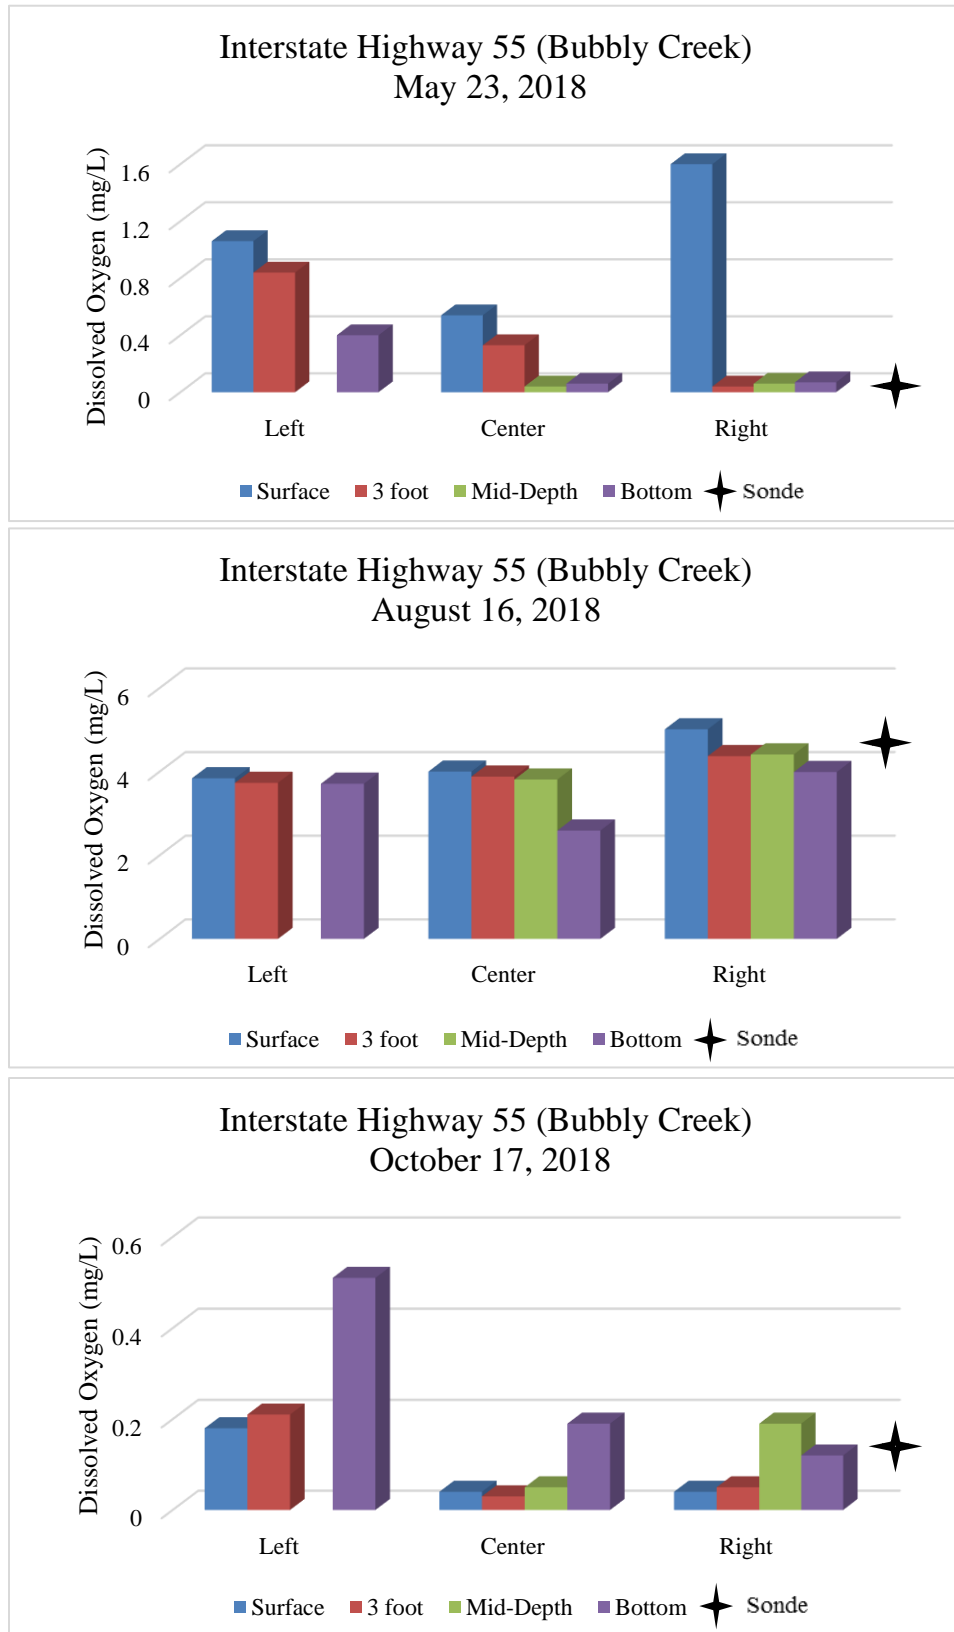 Interstate Highway 55 (Bubbly Creek)
May 23, 2018
Dissolved Oxygen (mg/L)
1.6
1.2
0.8
0.4
0
Left Center Right
Surface 3 foot Mid-Depth Bottom Sonde
Interstate Highway 55 (Bubbly Creek)
August 16, 2018
Dissolved Oxygen (mg/L)
6
4
2
0
Left Center Right
Surface 3 foot Mid-Depth Bottom Sonde
Interstate Highway 55 (Bubbly Creek)
October 17, 2018
Dissolved Oxygen (mg/L)
0.6
0.4
0.2
0
Left Center Right
Surface 3 foot Mid-Depth Bottom Sonde